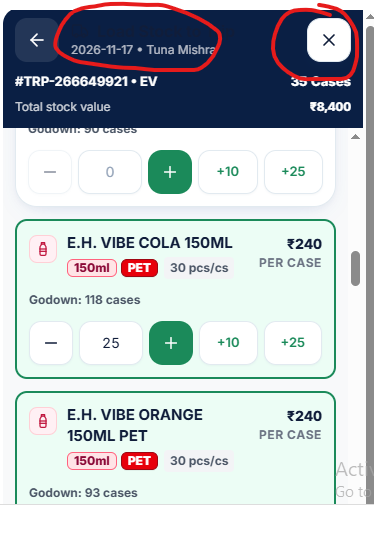 2026-11-17 • Tuna Mishra
#TRP-266649921 • EV
35 Cases
Total stock value
₹8,400
Godown: 90 cases
0
+10
+25
E.H. VIBE COLA 150ML
₹240
150ml PET 30 pcs/cs
PER CASE
Godown: 118 cases
25
+10
+25
E.H. VIBE ORANGE
150ML PET
₹240
PER CASE
150ml PET 30 pcs/cs
Godown: 93 cases
Acti
Go to